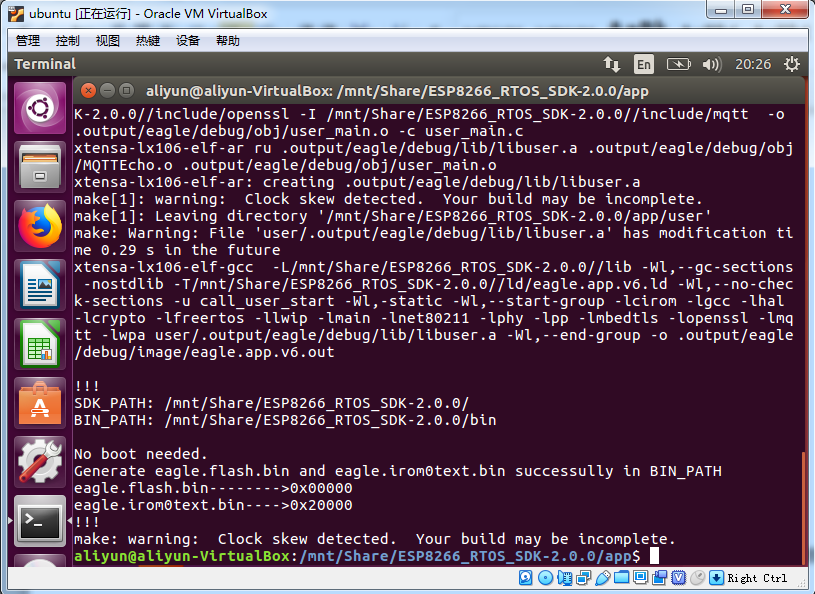 ubuntu [正在运行] - Oracle VM VirtualBox
管理 控制 视图 热键 设备 帮助
Terminal En 20:26
aliyun@aliyun-VirtualBox: /mnt/Share/ESP8266_RTOS_SDK-2.0.0/app
K-2.0.0//include/openssl -I /mnt/Share/ESP8266_RTOS_SDK-2.0.0//include/mqtt  -o
.output/eagle/debug/obj/user_main.o -c user_main.c
xtensa-lx106-elf-ar ru .output/eagle/debug/lib/libuser.a .output/eagle/debug/obj
/MQTTEcho.o .output/eagle/debug/obj/user_main.o
xtensa-lx106-elf-ar: creating .output/eagle/debug/lib/libuser.a
make[1]: warning:  Clock skew detected.  Your build may be incomplete.
make[1]: Leaving directory '/mnt/Share/ESP8266_RTOS_SDK-2.0.0/app/user'
make: Warning: File 'user/.output/eagle/debug/lib/libuser.a' has modification ti
me 0.29 s in the future
xtensa-lx106-elf-gcc  -L/mnt/Share/ESP8266_RTOS_SDK-2.0.0//lib -Wl,--gc-sections
 -nostdlib -T/mnt/Share/ESP8266_RTOS_SDK-2.0.0//ld/eagle.app.v6.ld -Wl,--no-chec
k-sections -u call_user_start -Wl,-static -Wl,--start-group -lcirom -lgcc -lhal
-lcrypto -lfreertos -llwip -lmain -lnet80211 -lphy -lpp -lmbedtls -lopenssl -lmq
tt -lwpa user/.output/eagle/debug/lib/libuser.a -Wl,--end-group -o .output/eagle
/debug/image/eagle.app.v6.out
!!!
SDK_PATH: /mnt/Share/ESP8266_RTOS_SDK-2.0.0/
BIN_PATH: /mnt/Share/ESP8266_RTOS_SDK-2.0.0/bin
No boot needed.
Generate eagle.flash.bin and eagle.irom0text.bin successully in BIN_PATH
eagle.flash.bin-------->0x00000
eagle.irom0text.bin---->0x20000
!!!
make: warning:  Clock skew detected.  Your build may be incomplete.
aliyun@aliyun-VirtualBox:/mnt/Share/ESP8266_RTOS_SDK-2.0.0/app$
Right Ctrl